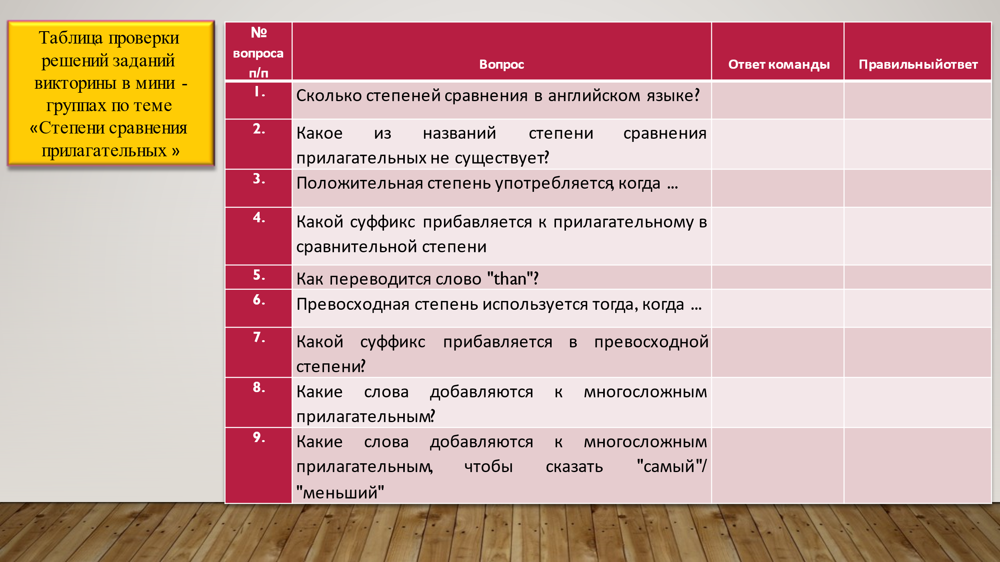 Таблица проверки
решений заданий
викторины в мини -
группах по теме
«Степени сравнения
прилагательных »
№
вопроса
п/п
Вопрос
Ответ команды
Правильныйответ
1.
Сколько степеней сравнения в английском языке?
2.
Какое из названий степени сравнения
прилагательных не существует?
3.
Положительная степень употребляется, когда ...
4.
Какой суффикс прибавляется к прилагательному в
сравнительной степени
5.
Как переводится слово "than"?
6.
Превосходная степень используется тогда, когда ...
7.
Какой суффикс прибавляется в превосходной
степени?
8.
Какие слова добавляются к многосложным
прилагательным?
9.
Какие слова добавляются к многосложным
прилагательным, чтобы сказать "самый"/
"меньший"